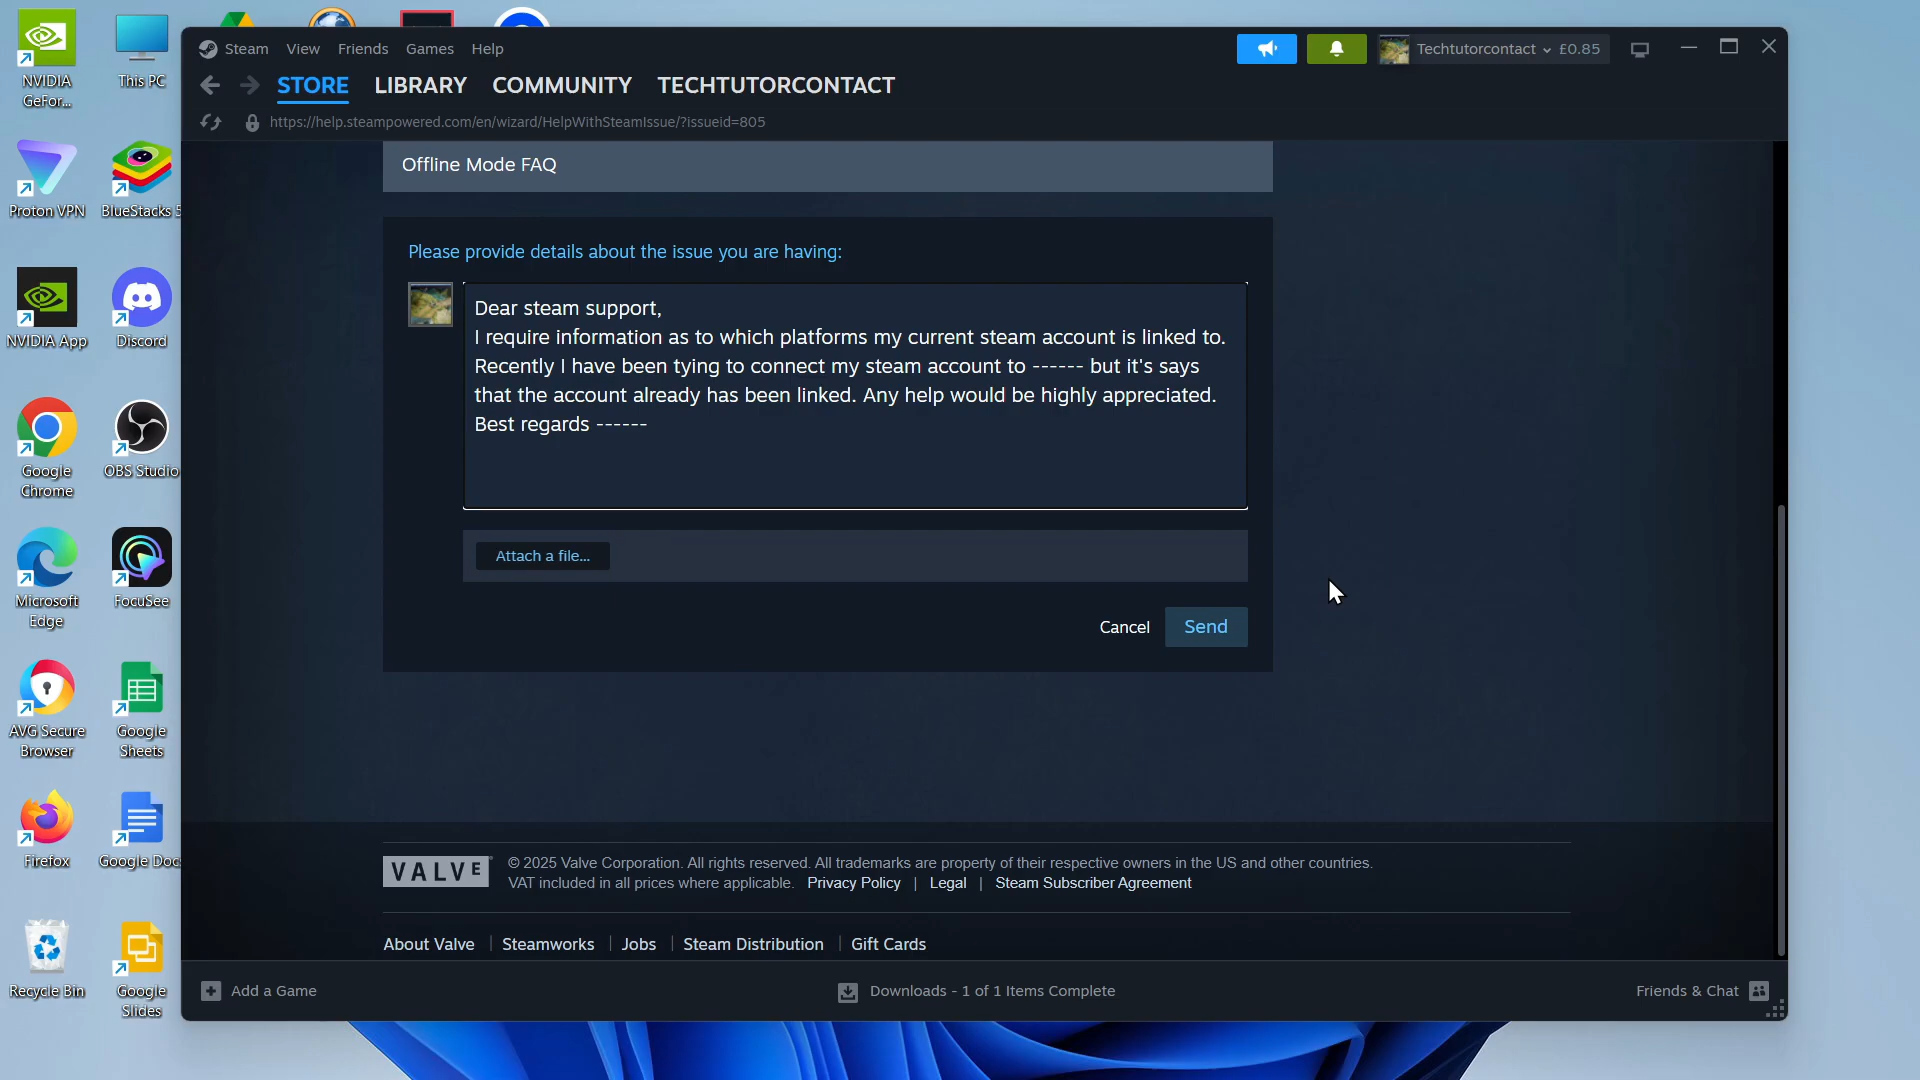 Steam View Friends Games Help
Techtutorcontact £0.85
STORE LIBRARY COMMUNITY TECHTUTORCONTACT
https://help.steampowered.com/en/wizard/HelpWithSteamIssue/?issueid=805
NVIDIA
GeFor...
This PC
Proton VPN
BlueStacks 5
NVIDIA App
Discord
Google
Chrome
OBS Studio
Microsoft
Edge
FocuSee
AVG Secure
Browser
Google
Sheets
Firefox
Google Doc
Recycle Bin
Google
Slides
Offline Mode FAQ
Please provide details about the issue you are having:
Dear steam support,
I require information as to which platforms my current steam account is linked to.
Recently I have been tying to connect my steam account to ------ but it's says
that the account already has been linked. Any help would be highly appreciated.
Best regards ------
Attach a file...
Cancel Send
VALVE
© 2025 Valve Corporation. All rights reserved. All trademarks are property of their respective owners in the US and other countries.
VAT included in all prices where applicable. Privacy Policy | Legal | Steam Subscriber Agreement
About Valve | Steamworks | Jobs | Steam Distribution | Gift Cards
Add a Game
Downloads - 1 of 1 Items Complete
Friends & Chat